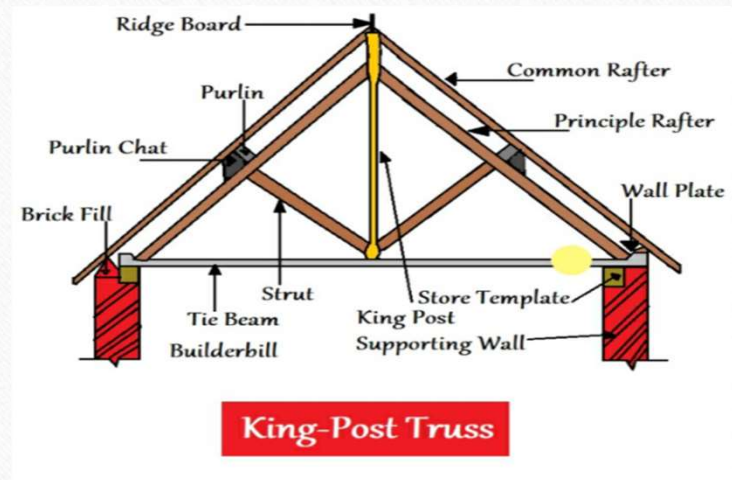 Ridge Board
Common Rafter
Purlin
Principle Rafter
Purlin Chat
Wall Plate
Brick Fill
Strut
Store Template
Tie Beam
King Post
Builderbill
Supporting Wall
King-Post Truss